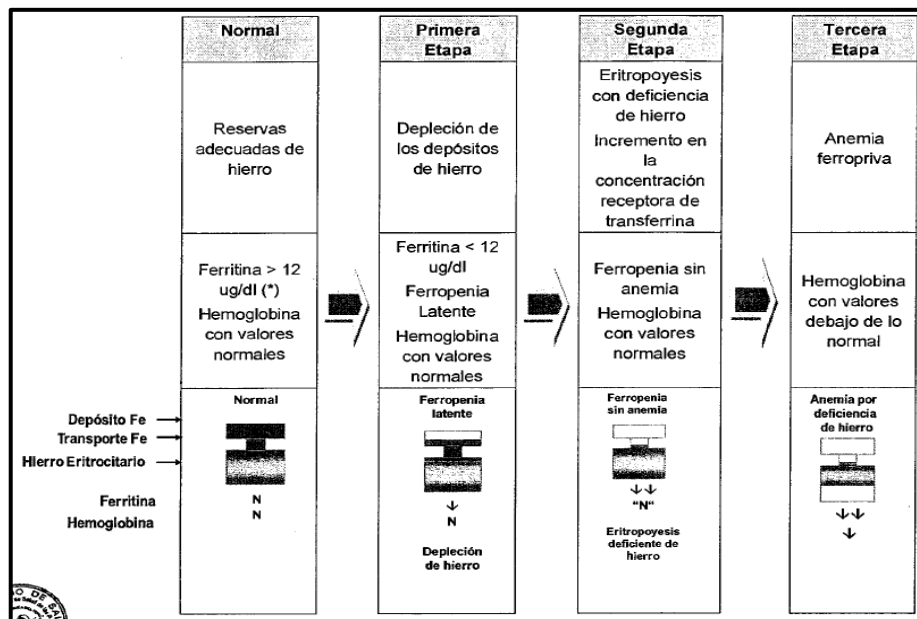 Normal
Reservas
adecuadas de
hierro
Ferritina > 12
ug/dl (*)
Hemoglobina
con valores
normales
Normal
N
N
Primera
Etapa
Depleción de
los depósitos
de hierro
Ferritina < 12
ug/dl
Ferropenia
Latente
Hemoglobina
con valores
normales
Ferropenia
latente
N
Depleción
de hierro
Segunda
Etapa
Eritropoyesis
con deficiencia
de hierro
Incremento en
la
concentración
receptora de
transferrina
Ferropenia sin
anemia
Hemoglobina
con valores
normales
Ferropenia
sin anemia
"N"
Eritropoyesis
deficiente de
hierro
Tercera
Etapa
Anemia
ferropriva
Hemoglobina
con valores
debajo de lo
normal
Anemia por
deficiencia
de hierro
Depósito Fe
Transporte Fe
Hierro Eritrocitario
Ferritina
Hemoglobina